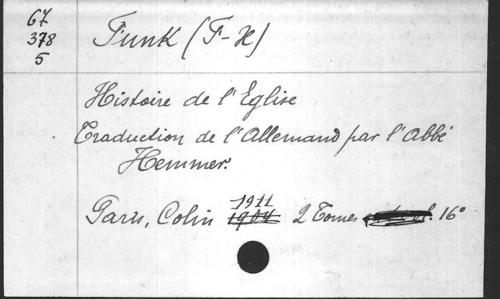 67
378
5
Funk (F-X)
Histoire de l'Eglise
Traduction de l'Allemand par l'Abbé
Hemmer.
1911
Paris, Colin 1904 2 Tomes 16°